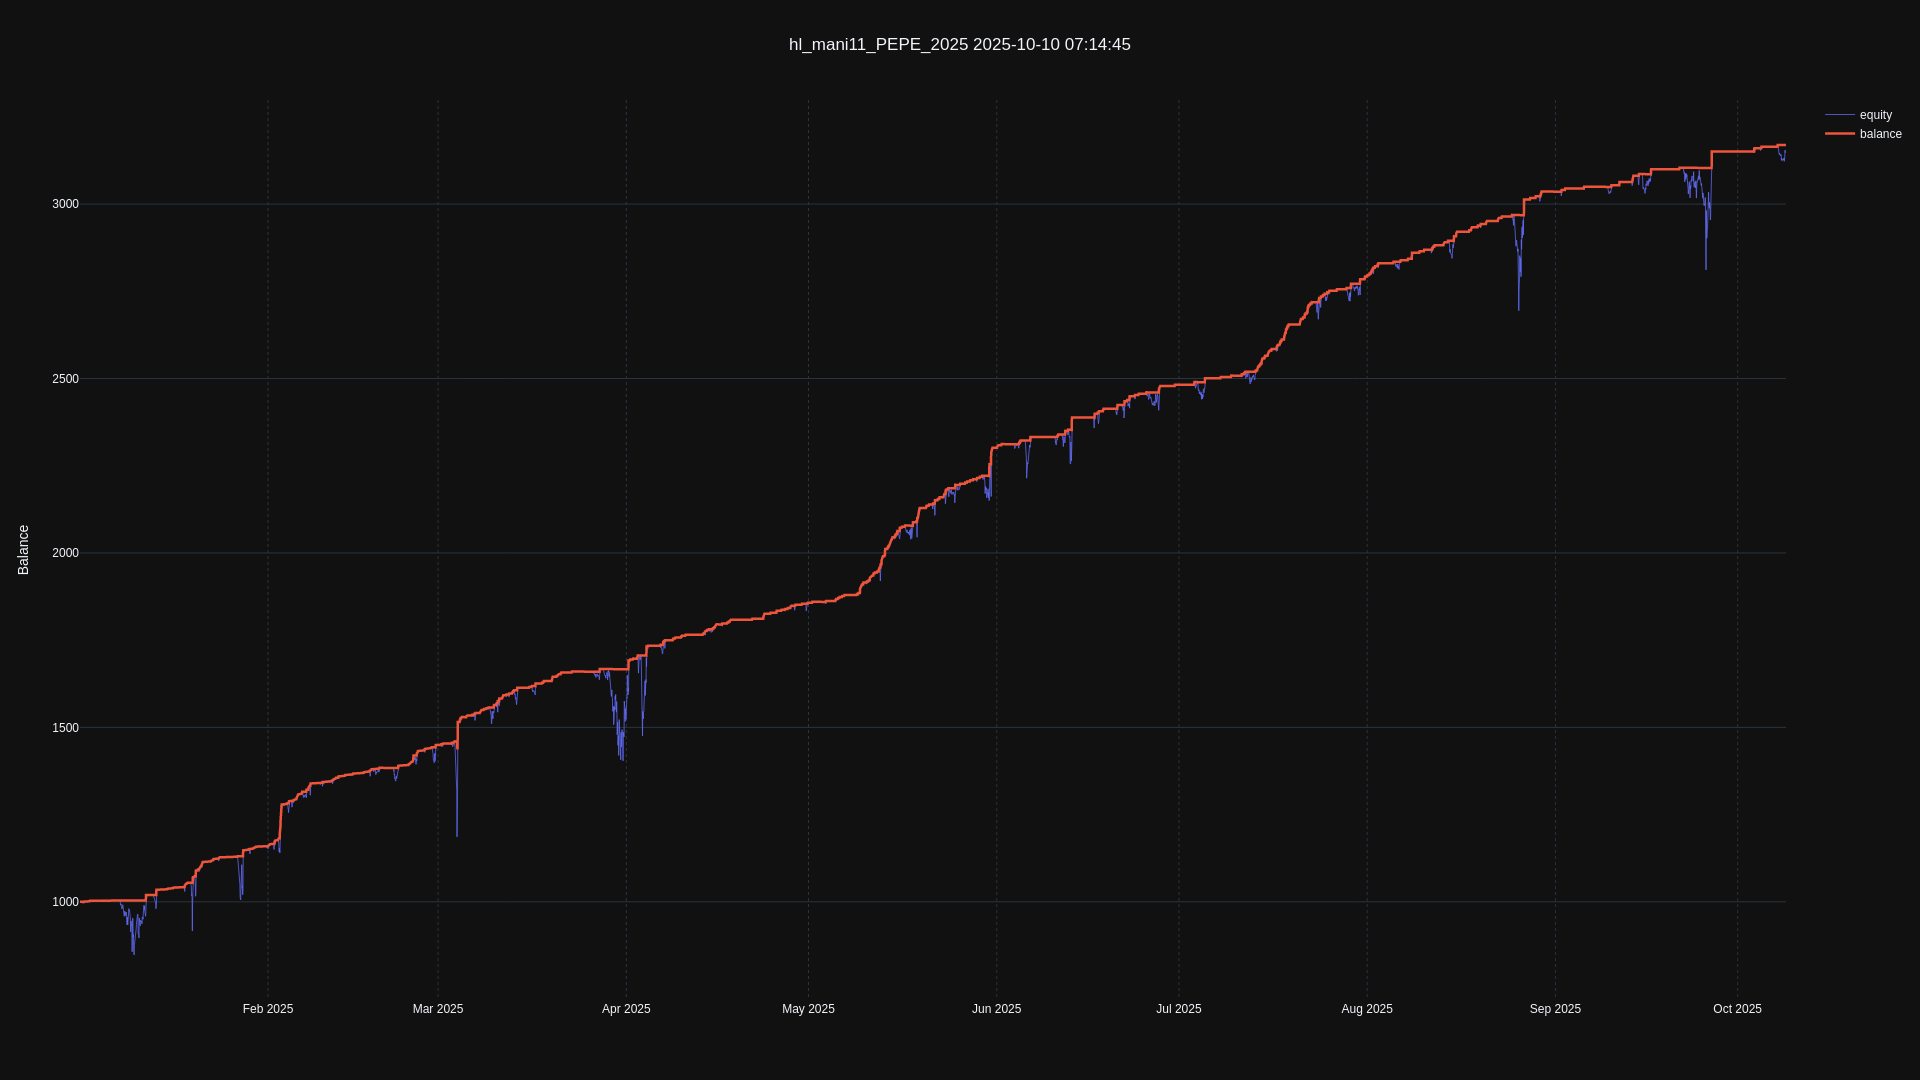 hl_mani11_PEPE_2025 2025-10-10 07:14:45
equity
balance
3000
2500
2000
1500
1000
Balance
Feb 2025
Mar 2025
Apr 2025
May 2025
Jun 2025
Jul 2025
Aug 2025
Sep 2025
Oct 2025